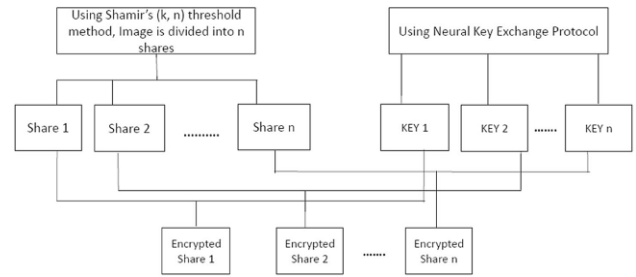 Using Shamir's (k, n) threshold
method, Image is divided into n
shares
Using Neural Key Exchange Protocol
Share 1
Share 2
..........
Share n
KEY 1
KEY 2
.......
KEY n
Encrypted
Share 1
Encrypted
Share 2
.......
Encrypted
Share n